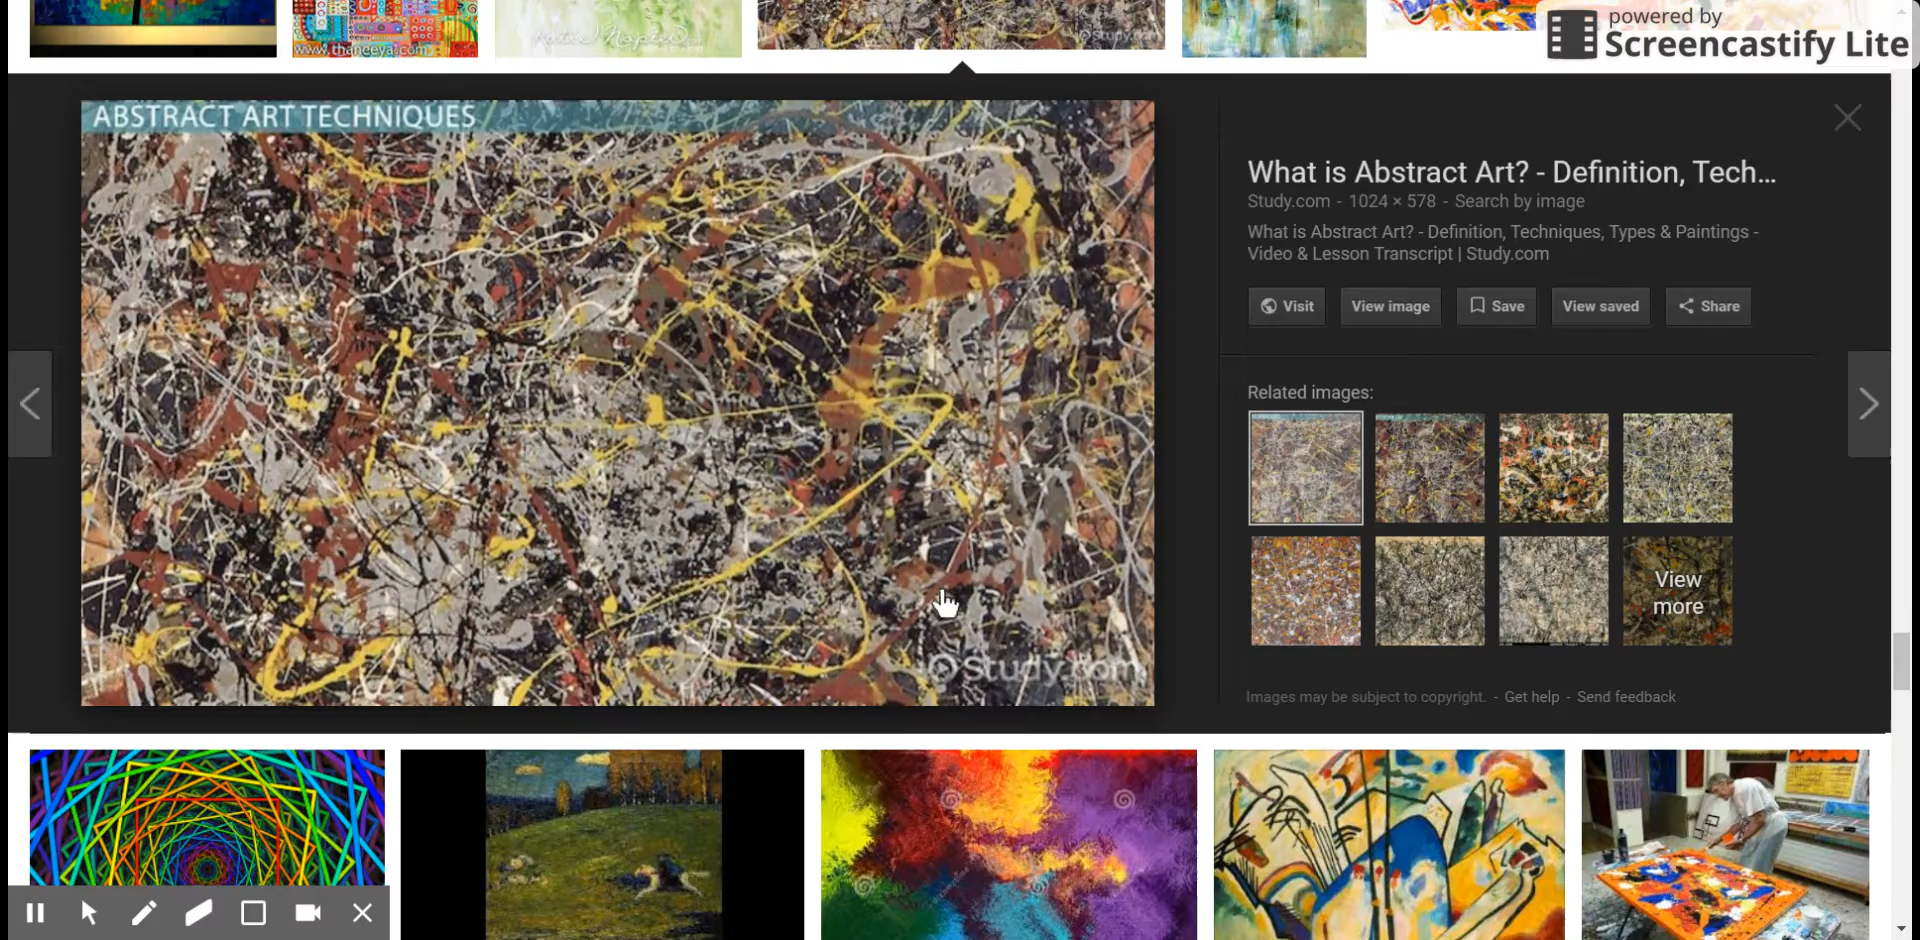 www.thaneeya.com
Study.com
powered by
Screencastify Lite
ABSTRACT ART TECHNIQUES
Study.com
What is Abstract Art? - Definition, Tech...
Study.com - 1024 × 578 - Search by image
What is Abstract Art? - Definition, Techniques, Types & Paintings -
Video & Lesson Transcript | Study.com
Visit
View image
Save
View saved
Share
Related images:
View
more
Images may be subject to copyright. - Get help - Send feedback